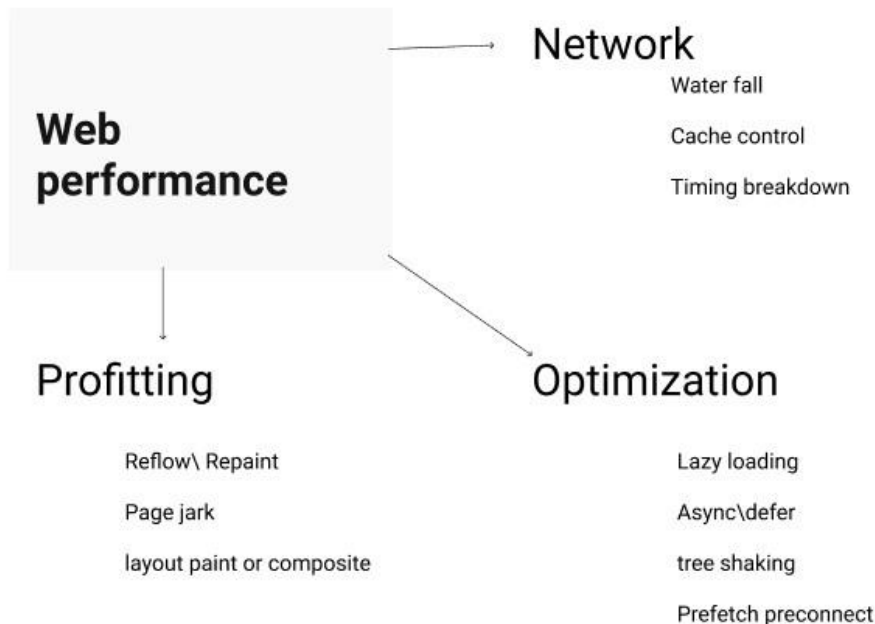 Web
performance
Network
Water fall
Cache control
Timing breakdown
Profitting
Reflow\ Repaint
Page jark
layout paint or composite
Optimization
Lazy loading
Async\defer
tree shaking
Prefetch preconnect